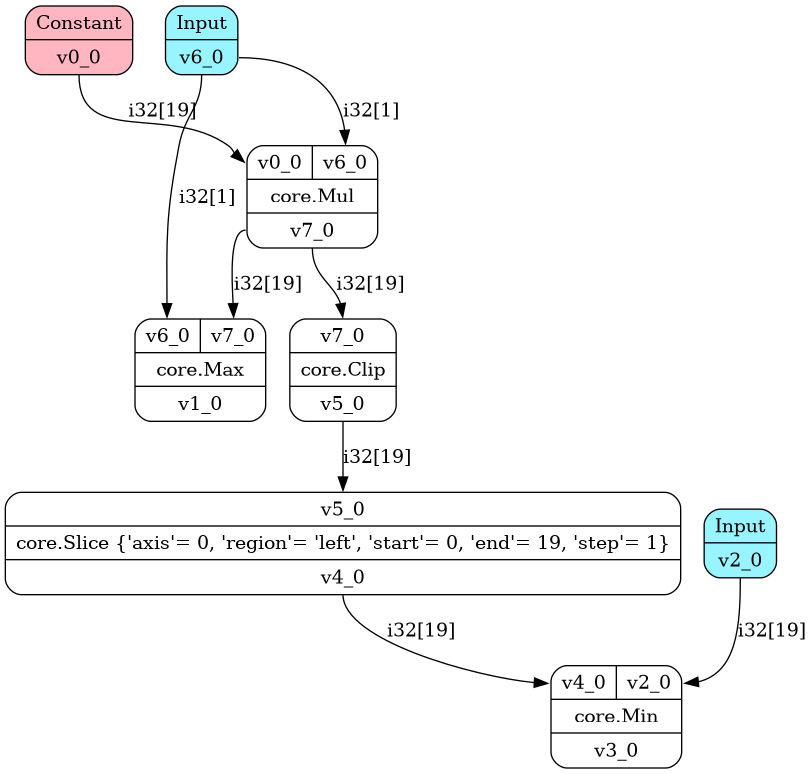 Constant
v0_0
Input
v6_0
i32[19]
i32[1]
i32[1]
v0_0 v6_0
core.Mul
v7_0
i32[19]
i32[19]
v6_0 v7_0
core.Max
v1_0
v7_0
core.Clip
v5_0
i32[19]
v5_0
core.Slice {'axis'= 0, 'region'= 'left', 'start'= 0, 'end'= 19, 'step'= 1}
v4_0
Input
v2_0
i32[19]
i32[19]
v4_0 v2_0
core.Min
v3_0